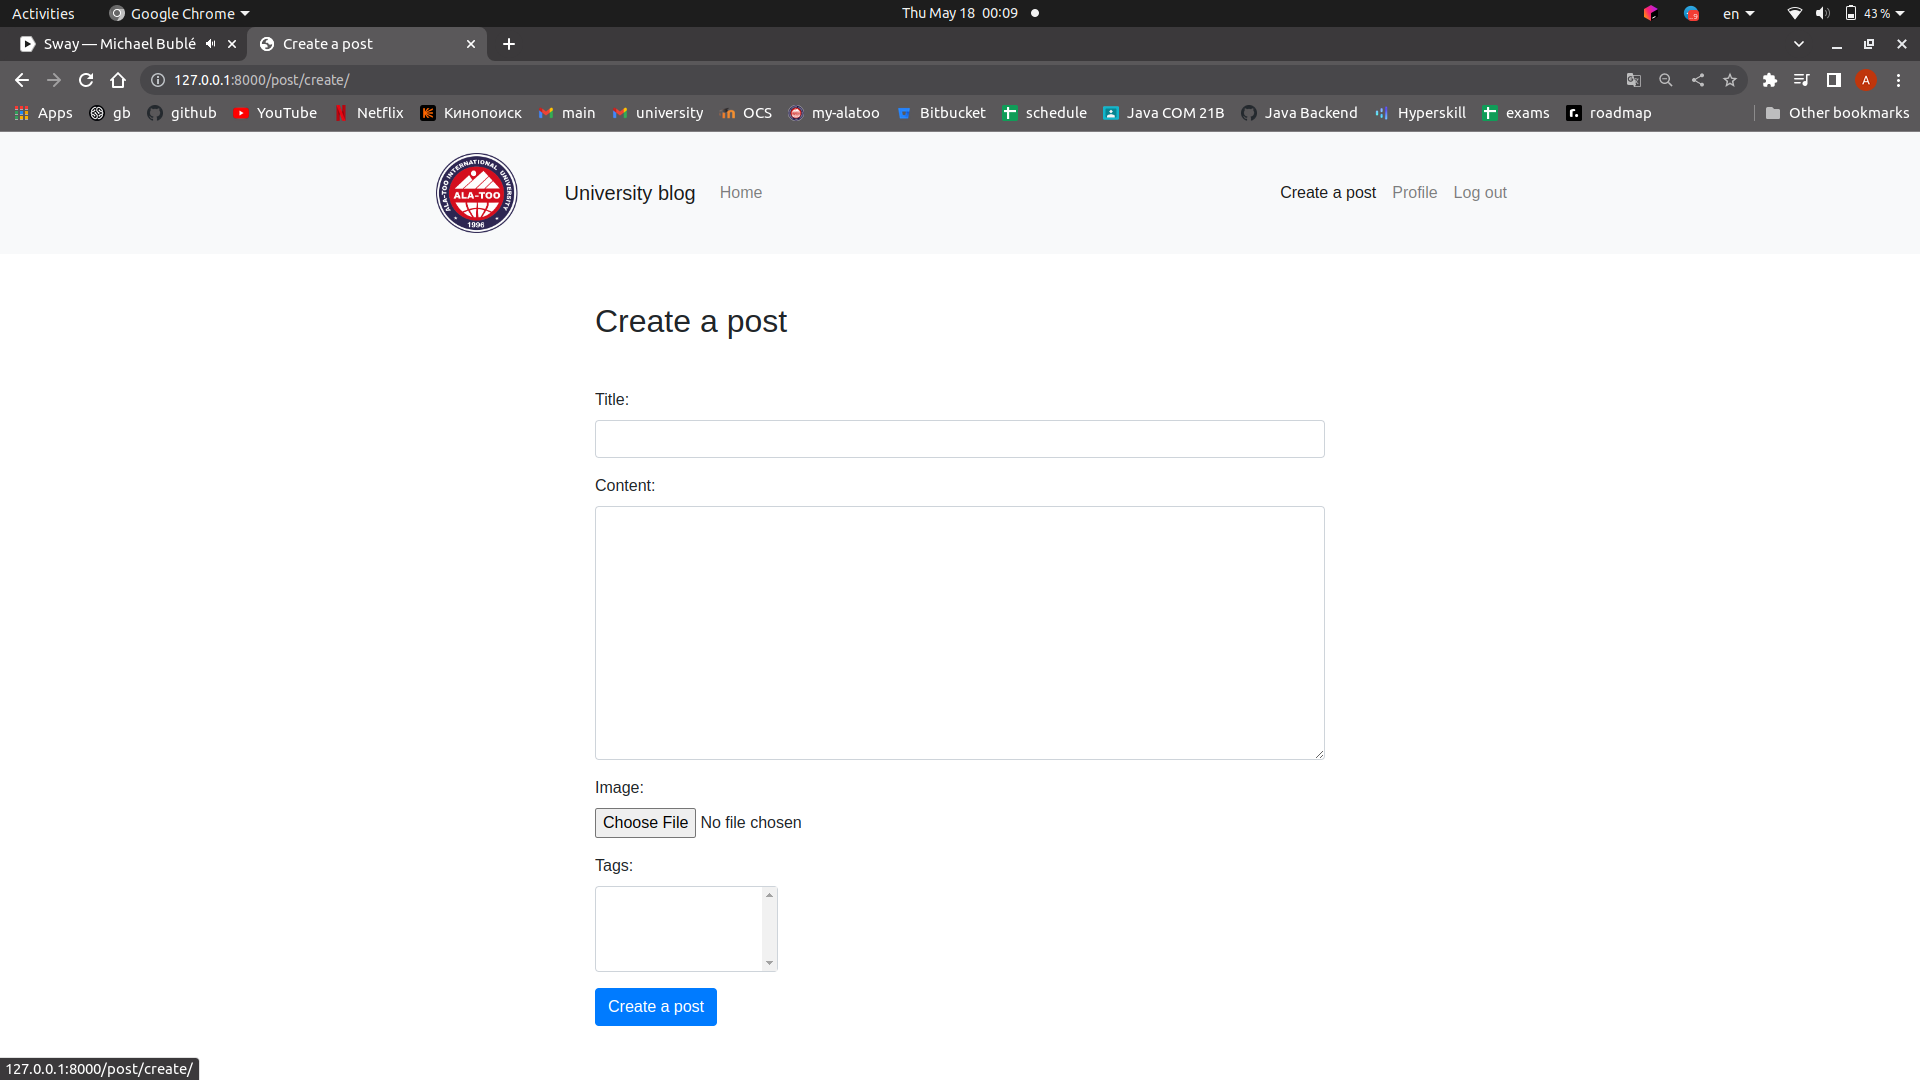 Activities Google Chrome Thu May 18 00:09 en 43 %
Sway — Michael Bublé Create a post
127.0.0.1:8000/post/create/ A
Apps gb github YouTube Netflix Кинопоиск main university OCS my-alatoo Bitbucket schedule Java COM 21B Java Backend Hyperskill exams roadmap Other bookmarks
ALA-TOO INTERNATIONAL UNIVERSITY
ALA-TOO
1996
University blog Home Create a post Profile Log out
Create a post
Title:
Content:
Image:
Choose File No file chosen
Tags:
Create a post
127.0.0.1:8000/post/create/